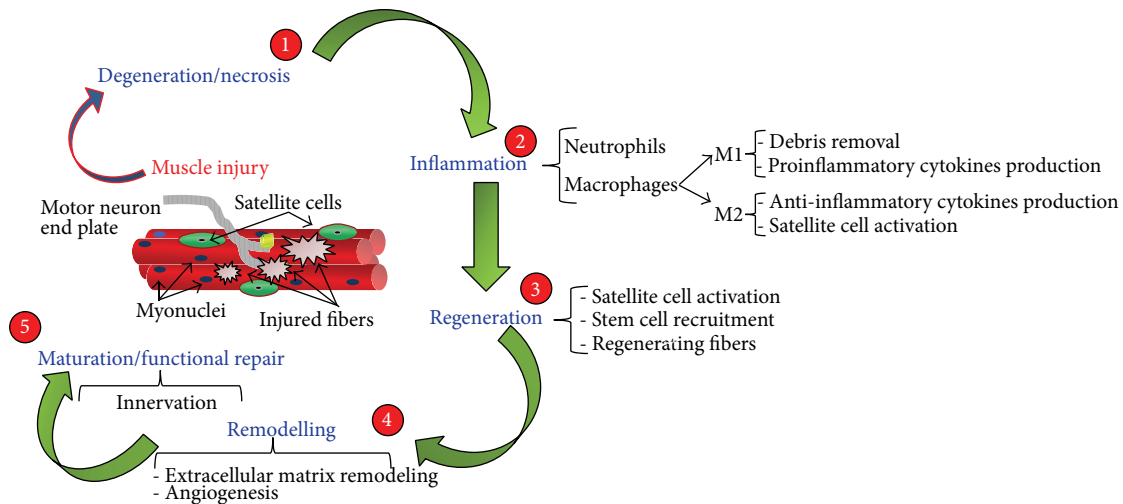 1
Degeneration/necrosis
Muscle injury
Motor neuron
end plate
Satellite cells
Myonuclei
Injured fibers
2
Inflammation
Neutrophils
Macrophages
M1
- Debris removal
- Proinflammatory cytokines production
M2
- Anti-inflammatory cytokines production
- Satellite cell activation
3
Regeneration
- Satellite cell activation
- Stem cell recruitment
- Regenerating fibers
4
Remodelling
- Extracellular matrix remodeling
- Angiogenesis
5
Maturation/functional repair
Innervation